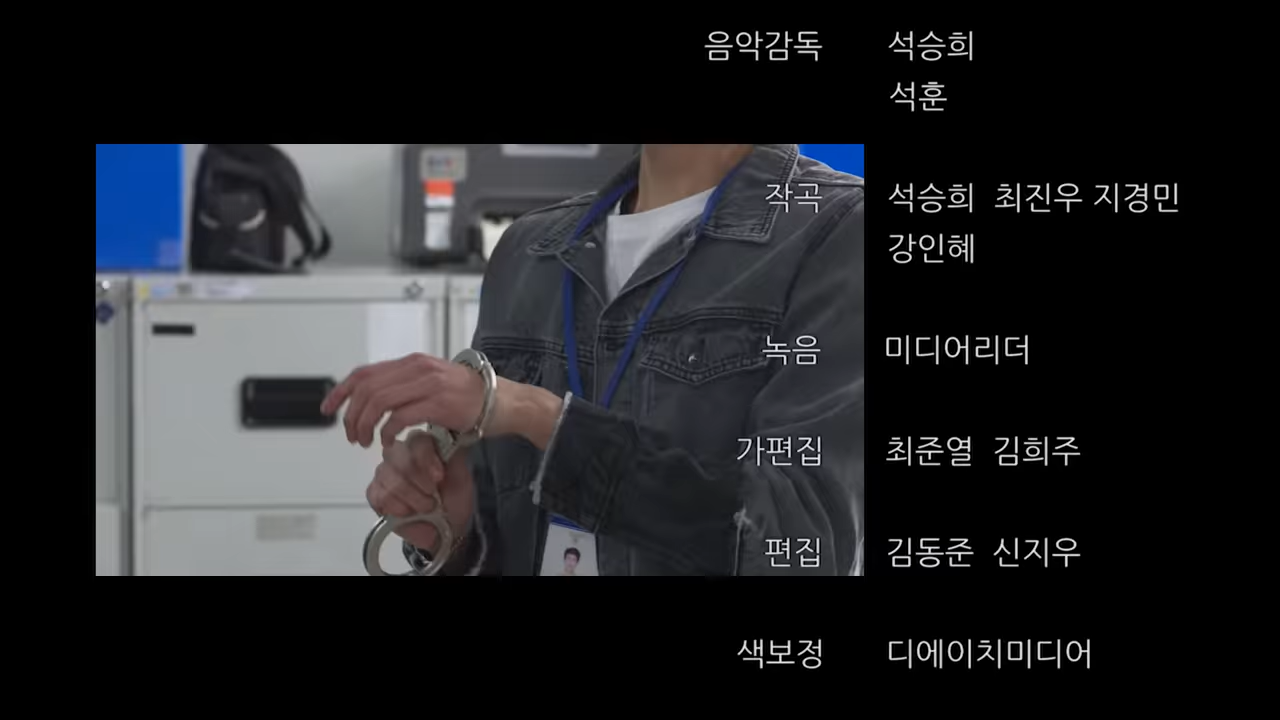 음악감독 석승희
석훈
작곡 석승희 최진우 지경민
강인혜
녹음 미디어리더
가편집 최준열 김희주
편집 김동준 신지우
색보정 디에이치미디어